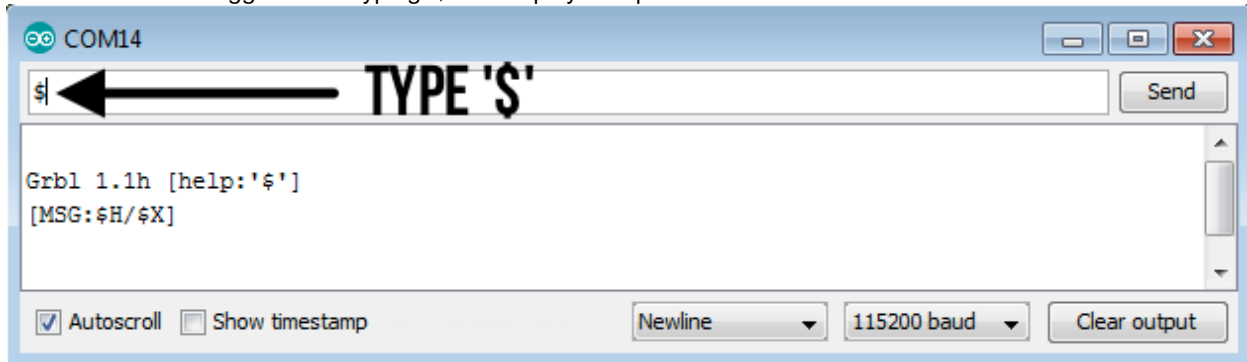 COM14
$ TYPE '$' Send
Grbl 1.1h [help:'$']
[MSG:$H/$X]
Autoscroll Show timestamp Newline 115200 baud Clear output